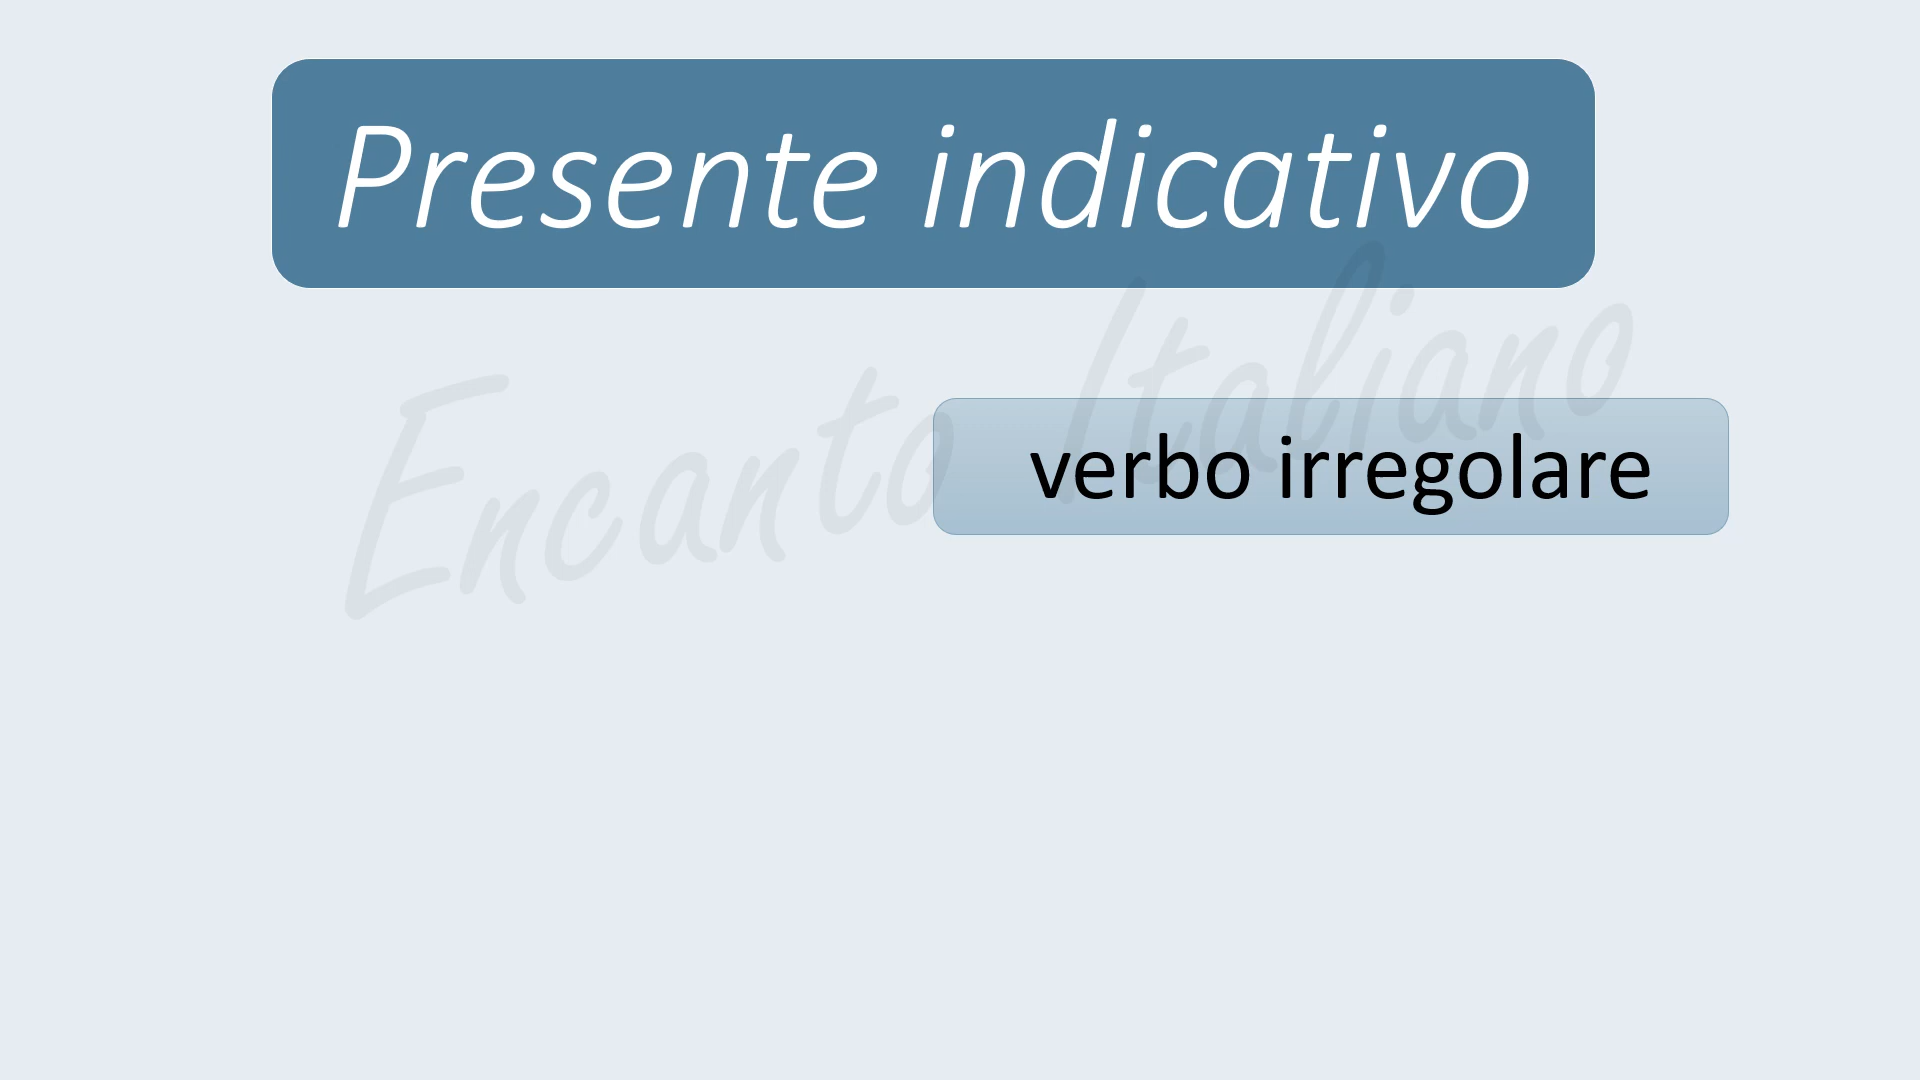 Presente indicativo
Encanto Italiano
verbo irregolare